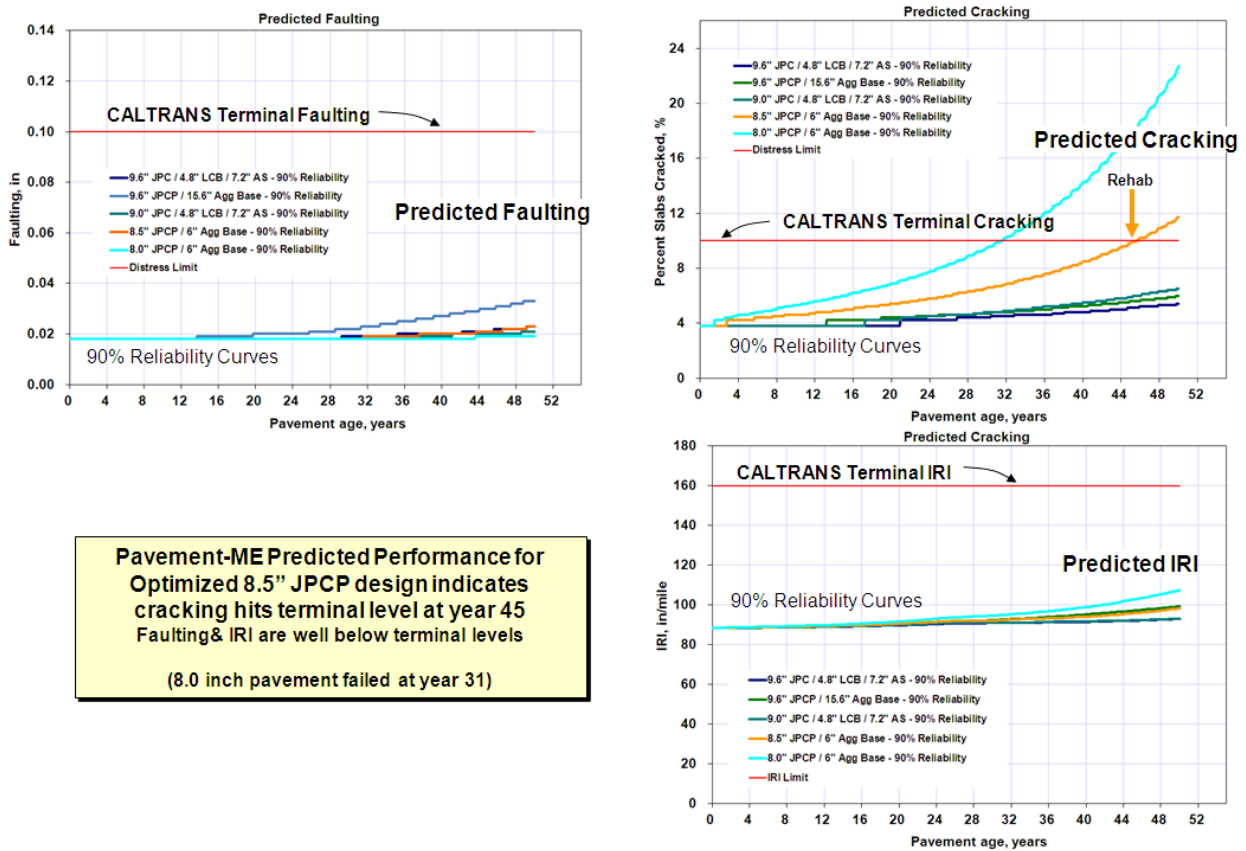 Predicted Faulting
0.14
0.12
0.10
0.08
0.06
0.04
0.02
0.00
Faulting, in
CALTRANS Terminal Faulting
9.6" JPC / 4.8" LCB / 7.2" AS - 90% Reliability
9.6" JPCP / 15.6" Agg Base - 90% Reliability
9.0" JPC / 4.8" LCB / 7.2" AS - 90% Reliability
8.5" JPCP / 6" Agg Base - 90% Reliability
8.0" JPCP / 6" Agg Base - 90% Reliability
Distress Limit
Predicted Faulting
90% Reliability Curves
0 4 8 12 16 20 24 28 32 36 40 44 48 52
Pavement age, years
Predicted Cracking
24
20
16
12
8
4
0
Percent Slabs Cracked, %
9.6" JPC / 4.8" LCB / 7.2" AS - 90% Reliability
9.6" JPCP / 15.6" Agg Base - 90% Reliability
9.0" JPC / 4.8" LCB / 7.2" AS - 90% Reliability
8.5" JPCP / 6" Agg Base - 90% Reliability
8.0" JPCP / 6" Agg Base - 90% Reliability
Distress Limit
Predicted Cracking
Rehab
CALTRANS Terminal Cracking
90% Reliability Curves
0 4 8 12 16 20 24 28 32 36 40 44 48 52
Pavement age, years
Pavement-ME Predicted Performance for
Optimized 8.5” JPCP design indicates
cracking hits terminal level at year 45
Faulting & IRI are well below terminal levels
(8.0 inch pavement failed at year 31)
Predicted Cracking
180
160
140
120
100
80
60
40
20
0
IRI, in/mile
CALTRANS Terminal IRI
Predicted IRI
90% Reliability Curves
9.6" JPC / 4.8" LCB / 7.2" AS - 90% Reliability
9.6" JPCP / 15.6" Agg Base - 90% Reliability
9.0" JPC / 4.8" LCB / 7.2" AS - 90% Reliability
8.5" JPCP / 6" Agg Base - 90% Reliability
8.0" JPCP / 6" Agg Base - 90% Reliability
IRI Limit
0 4 8 12 16 20 24 28 32 36 40 44 48 52
Pavement age, years